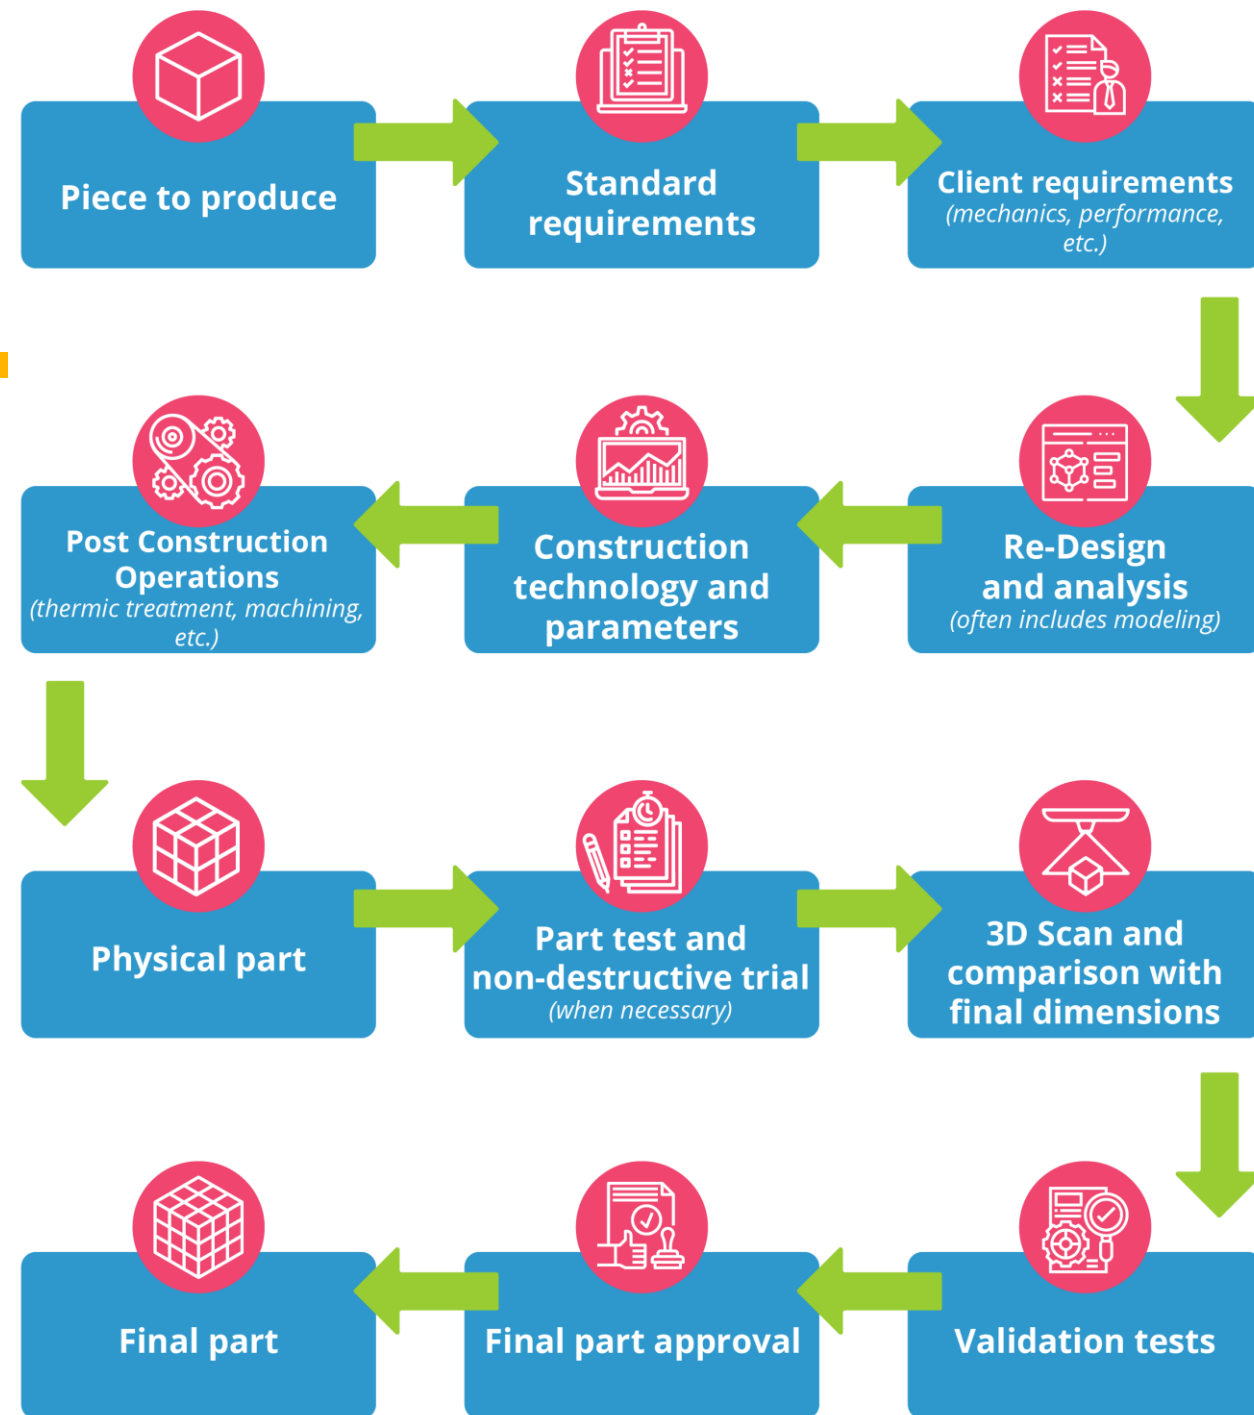 Piece to produce
Standard
requirements
Client requirements
(mechanics, performance,
etc.)
Re-Design
and analysis
(often includes modeling)
Construction
technology and
parameters
Post Construction
Operations
(thermic treatment, machining,
etc.)
Physical part
Part test and
non-destructive trial
(when necessary)
3D Scan and
comparison with
final dimensions
Validation tests
Final part approval
Final part